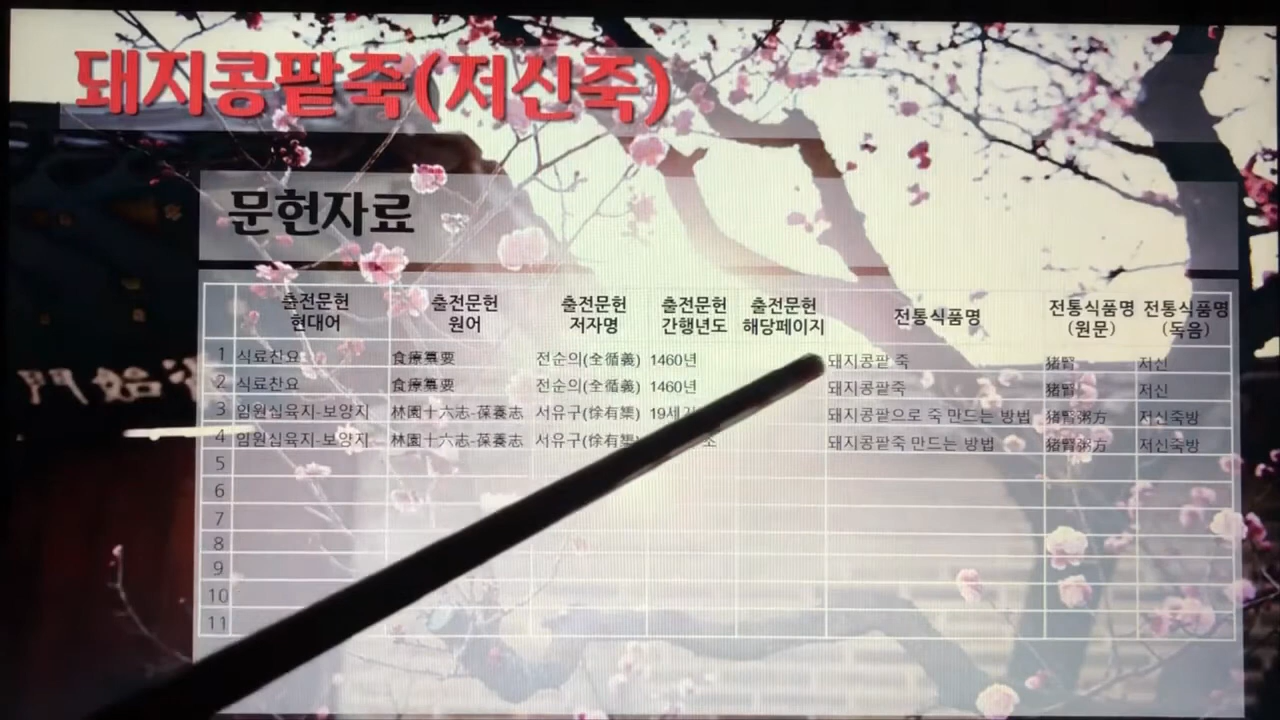 돼지콩팥죽(저신죽)
문헌자료
출전문헌 현대어 출전문헌 원어 출전문헌 저자명 출전문헌 간행년도 출전문헌 해당페이지 전통식품명 전통식품명 (원문) 전통식품명 (독음)
1 식료찬요 食療纂要 전순의(全循義) 1460년 돼지콩팥 죽 猪腎 저신
2 식료찬요 食療纂要 전순의(全循義) 1460년 돼지콩팥죽 猪腎 저신
3 임원십육지-보양지 林園十六志-葆養志 서유구(徐有榘) 돼지콩팥으로 죽 만드는 방법 猪腎粥方 저신죽방
4 임원십육지-보양지 林園十六志-葆養志 돼지콩팥죽 만드는 방법 猪腎粥方 저신죽방
5
6
7
8
9
10
11